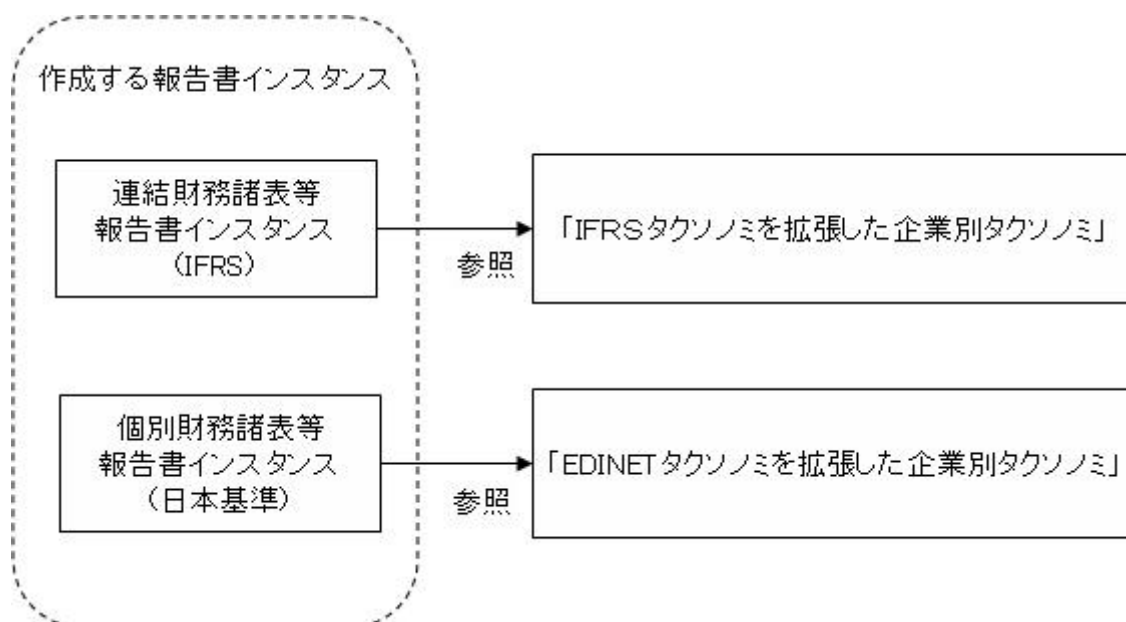 作成する報告書インスタンス
連結財務諸表等
報告書インスタンス
(IFRS)
参照
「IFRSタクソノミを拡張した企業別タクソノミ」
個別財務諸表等
報告書インスタンス
(日本基準)
参照
「EDINETタクソノミを拡張した企業別タクソノミ」